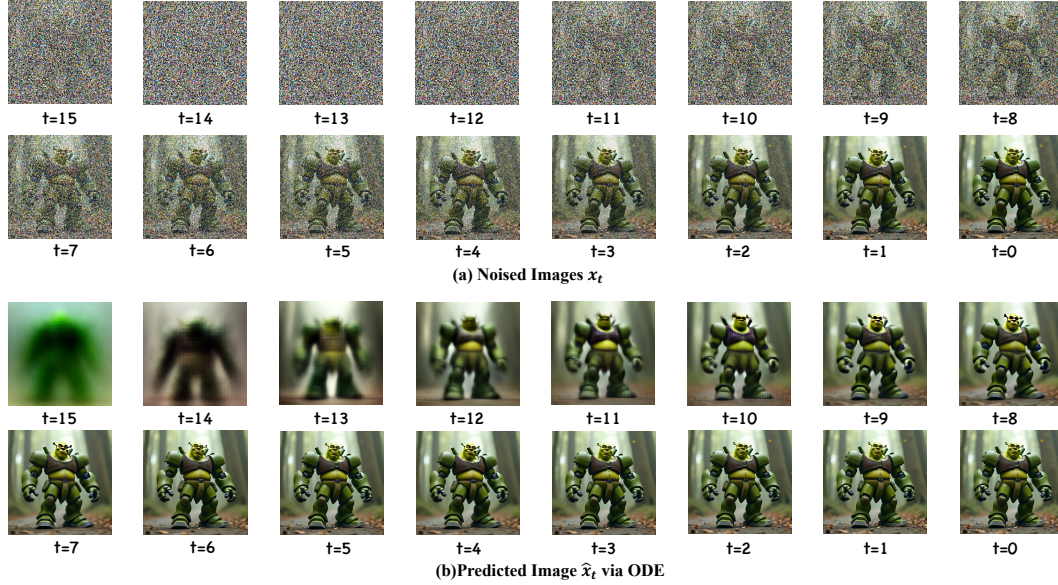 t=15 t=14 t=13 t=12 t=11 t=10 t=9 t=8
t=7 t=6 t=5 t=4 t=3 t=2 t=1 t=0
(a) Noised Images x_t
t=15 t=14 t=13 t=12 t=11 t=10 t=9 t=8
t=7 t=6 t=5 t=4 t=3 t=2 t=1 t=0
(b)Predicted Image x̂_t via ODE